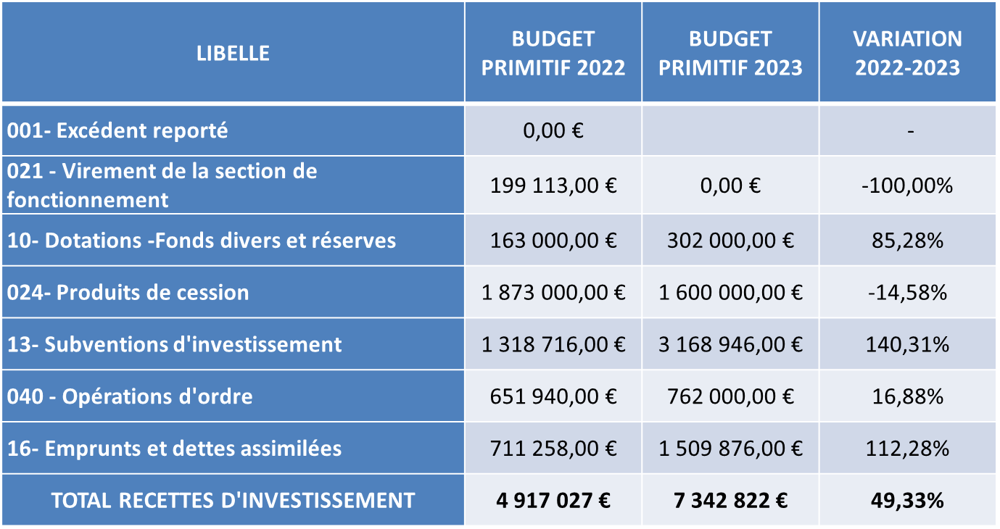 LIBELLE
BUDGET
PRIMITIF 2022
BUDGET
PRIMITIF 2023
VARIATION
2022-2023
001- Excédent reporté
0,00 €
-
021 - Virement de la section de
fonctionnement
199 113,00 €
0,00 €
-100,00%
10- Dotations -Fonds divers et réserves
163 000,00 €
302 000,00 €
85,28%
024- Produits de cession
1 873 000,00 €
1 600 000,00 €
-14,58%
13- Subventions d'investissement
1 318 716,00 €
3 168 946,00 €
140,31%
040 - Opérations d'ordre
651 940,00 €
762 000,00 €
16,88%
16- Emprunts et dettes assimilées
711 258,00 €
1 509 876,00 €
112,28%
TOTAL RECETTES D'INVESTISSEMENT
4 917 027 €
7 342 822 €
49,33%